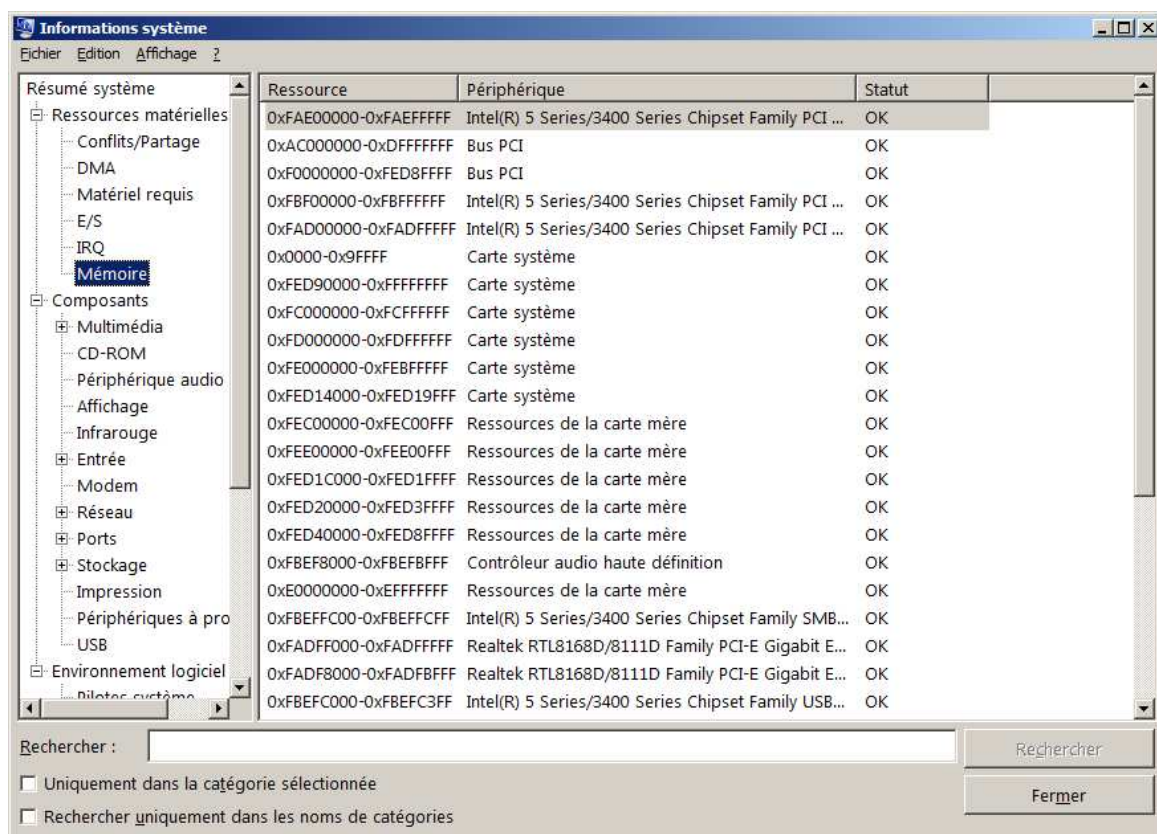 Informations système
Fichier Edition Affichage ?
Résumé système
Ressources matérielles
Conflits/Partage
DMA
Matériel requis
E/S
IRQ
Mémoire
Composants
Multimédia
CD-ROM
Périphérique audio
Affichage
Infrarouge
Entrée
Modem
Réseau
Ports
Stockage
Impression
Périphériques à pro
USB
Environnement logiciel
Pilotes système
Ressource Périphérique Statut
0xFAE00000-0xFAEFFFFF Intel(R) 5 Series/3400 Series Chipset Family PCI ... OK
0xAC000000-0xDFFFFFFF Bus PCI OK
0xF0000000-0xFED8FFFF Bus PCI OK
0xFBF00000-0xFBFFFFFF Intel(R) 5 Series/3400 Series Chipset Family PCI ... OK
0xFAD00000-0xFADFFFFF Intel(R) 5 Series/3400 Series Chipset Family PCI ... OK
0x0000-0x9FFFF Carte système OK
0xFED90000-0xFFFFFFFF Carte système OK
0xFC000000-0xFCFFFFFF Carte système OK
0xFD000000-0xFDFFFFFF Carte système OK
0xFE000000-0xFEBFFFFF Carte système OK
0xFED14000-0xFED19FFF Carte système OK
0xFEC00000-0xFEC00FFF Ressources de la carte mère OK
0xFEE00000-0xFEE00FFF Ressources de la carte mère OK
0xFED1C000-0xFED1FFFF Ressources de la carte mère OK
0xFED20000-0xFED3FFFF Ressources de la carte mère OK
0xFED40000-0xFED8FFFF Ressources de la carte mère OK
0xFBEF8000-0xFBEFBFFF Contrôleur audio haute définition OK
0xE0000000-0xEFFFFFFF Ressources de la carte mère OK
0xFBEFFC00-0xFBEFFCFF Intel(R) 5 Series/3400 Series Chipset Family SMB... OK
0xFADFF000-0xFADFFFFF Realtek RTL8168D/8111D Family PCI-E Gigabit E... OK
0xFADF8000-0xFADFBFFF Realtek RTL8168D/8111D Family PCI-E Gigabit E... OK
0xFBEFC000-0xFBEFC3FF Intel(R) 5 Series/3400 Series Chipset Family USB... OK
Rechercher :
Rechercher
Uniquement dans la catégorie sélectionnée
Fermer
Rechercher uniquement dans les noms de catégories